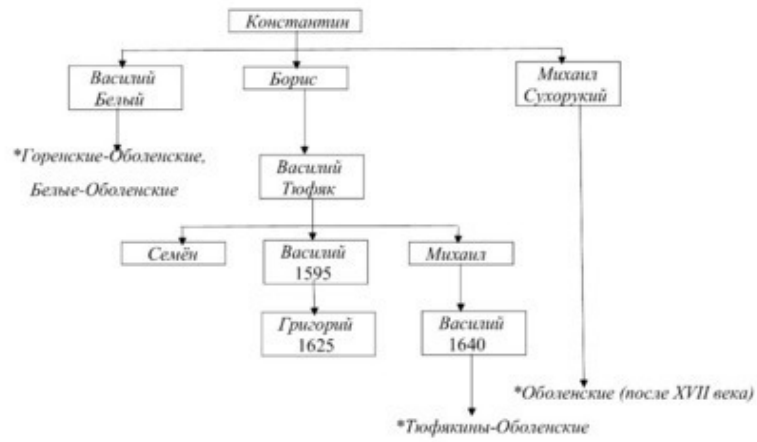 Константин
Василий
Белый
Борис
Михаил
Сухорукий
*Горенские-Оболенские,
Белые-Оболенские
Василий
Тюфяк
Семён
Василий
1595
Михаил
Григорий
1625
Василий
1640
*Оболенские (после XVII века)
*Тюфякины-Оболенские